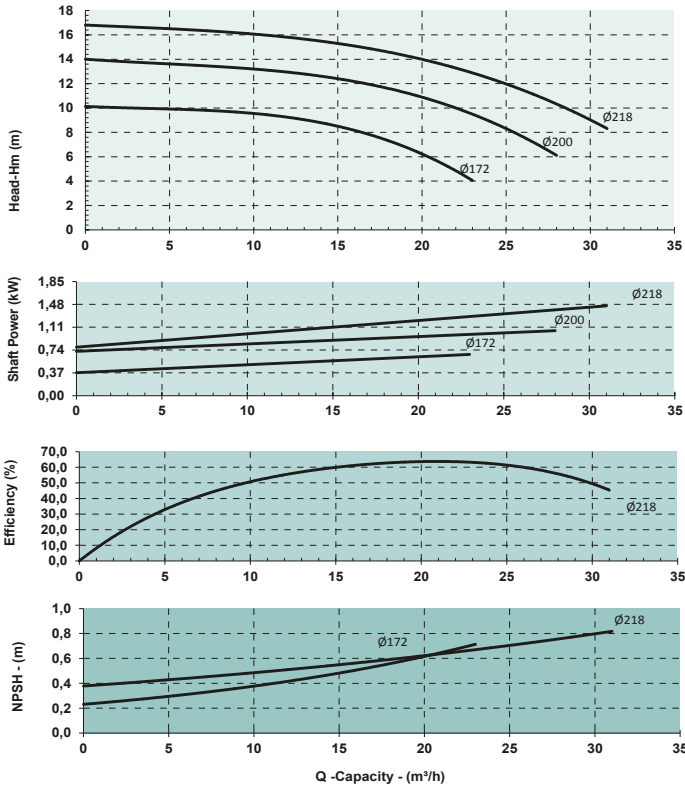 Head-Hm (m)
18
16
14
12
10
8
6
4
2
0
0 5 10 15 20 25 30 35
Ø218
Ø200
Ø172
Shaft Power (kW)
1,85
1,48
1,11
0,74
0,37
0,00
0 5 10 15 20 25 30 35
Ø218
Ø200
Ø172
Efficiency (%)
70,0
60,0
50,0
40,0
30,0
20,0
10,0
0,0
0 5 10 15 20 25 30 35
Ø218
NPSH - (m)
1,0
0,8
0,6
0,4
0,2
0,0
0 5 10 15 20 25 30 35
Ø218
Ø172
Q -Capacity - (m³/h)